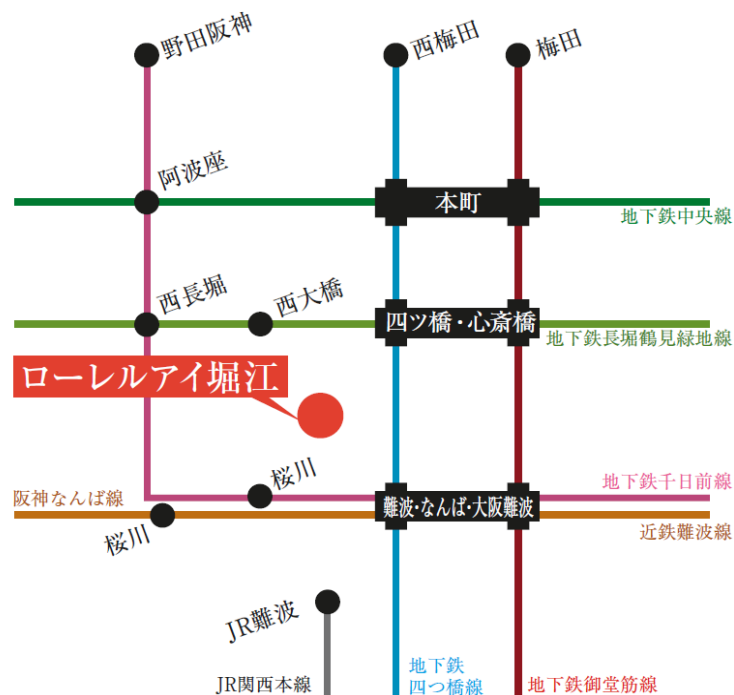 野田阪神
西梅田
梅田
阿波座
本町
地下鉄中央線
西長堀
西大橋
四ツ橋・心斎橋
地下鉄長堀鶴見緑地線
ローレルアイ堀江
桜川
地下鉄千日前線
阪神なんば線
難波・なんば・大阪難波
桜川
近鉄難波線
JR難波
JR関西本線
地下鉄
四つ橋線
地下鉄御堂筋線